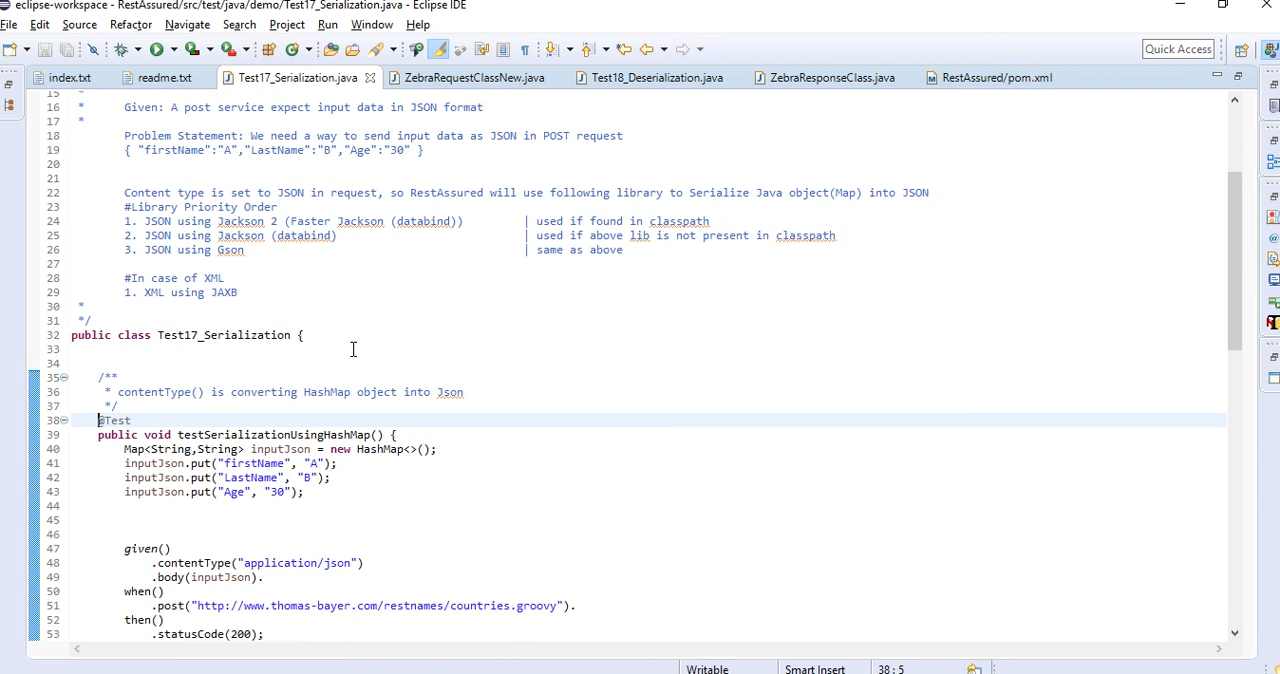 eclipse-workspace - RestAssured/src/test/java/demo/Test17_Serialization.java - Eclipse IDE
File Edit Source Refactor Navigate Search Project Run Window Help
Quick Access
index.txt readme.txt Test17_Serialization.java ZebraRequestClassNew.java Test18_Deserialization.java ZebraResponseClass.java RestAssured/pom.xml
15 *
16 * Given: A post service expect input data in JSON format
17 *
18 Problem Statement: We need a way to send input data as JSON in POST request
19 { "firstName":"A","LastName":"B","Age":"30" }
20
21
22 Content type is set to JSON in request, so RestAssured will use following library to Serialize Java object(Map) into JSON
23 #Library Priority Order
24 1. JSON using Jackson 2 (Faster Jackson (databind)) | used if found in classpath
25 2. JSON using Jackson (databind) | used if above lib is not present in classpath
26 3. JSON using Gson | same as above
27
28 #In case of XML
29 1. XML using JAXB
30 *
31 */
32 public class Test17_Serialization {
33
34
35 /**
36 * contentType() is converting HashMap object into Json
37 */
38 @Test
39 public void testSerializationUsingHashMap() {
40 Map<String,String> inputJson = new HashMap<>();
41 inputJson.put("firstName", "A");
42 inputJson.put("LastName", "B");
43 inputJson.put("Age", "30");
44
45
46
47 given()
48 .contentType("application/json")
49 .body(inputJson).
50 when()
51 .post("http://www.thomas-bayer.com/restnames/countries.groovy").
52 then()
53 .statusCode(200);
Writable Smart Insert 38 : 5